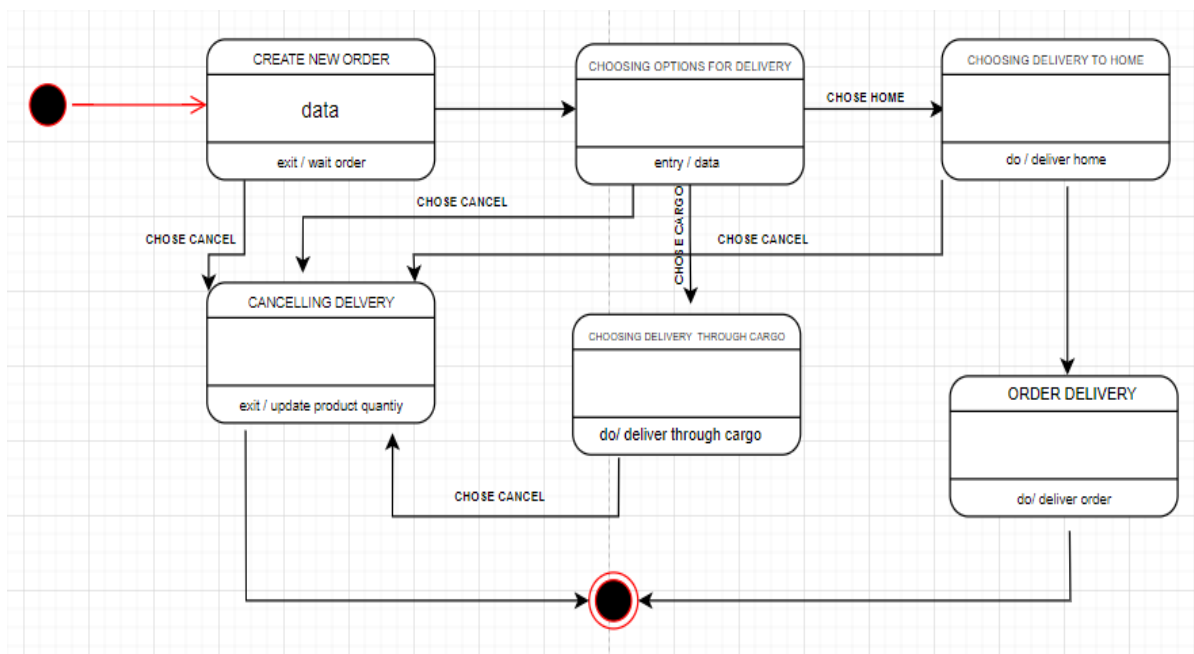 CREATE NEW ORDER
data
exit / wait order
CHOOSING OPTIONS FOR DELIVERY
entry / data
CHOSE HOME
CHOOSING DELIVERY TO HOME
do / deliver home
CHOSE CANCEL
CHOSE CANCEL
CHOSE CARGO
CHOSE CANCEL
CANCELLING DELVERY
exit / update product quantiy
CHOOSING DELIVERY THROUGH CARGO
do/ deliver through cargo
ORDER DELIVERY
do/ deliver order
CHOSE CANCEL